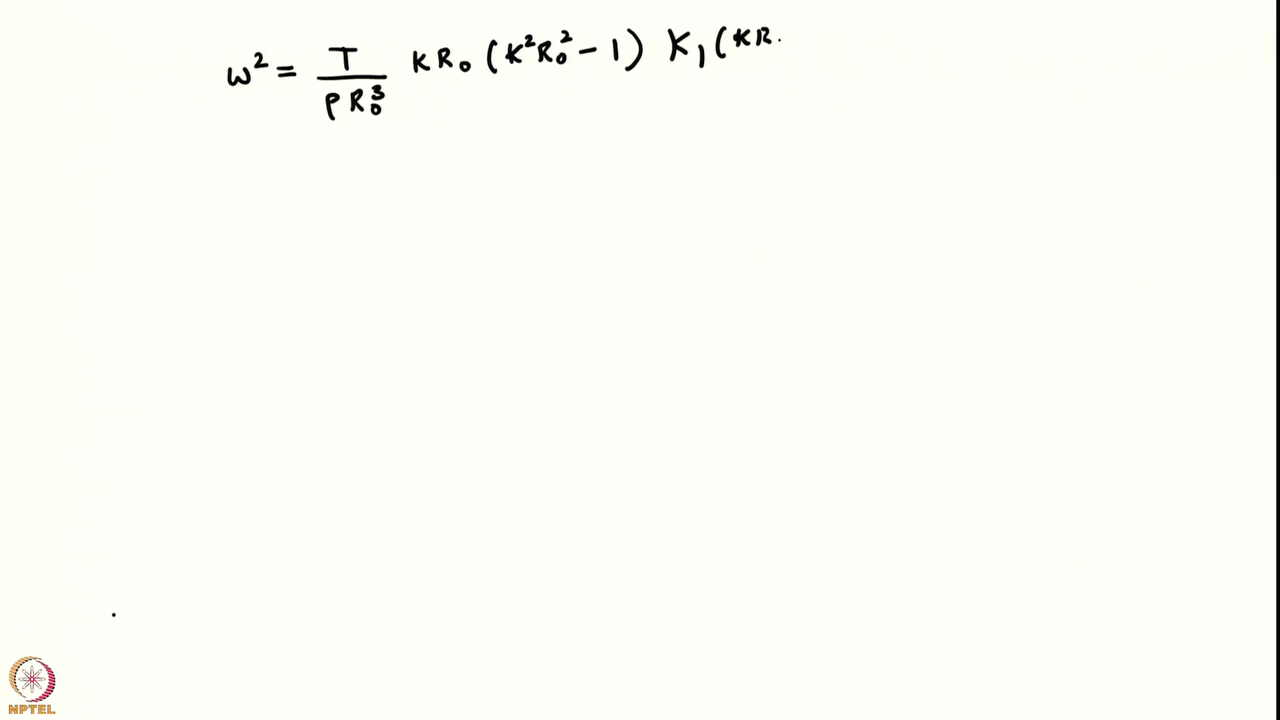 ω² = T / ρR₀³ kR₀ (k²R₀² - 1) K₁(kR
NPTEL